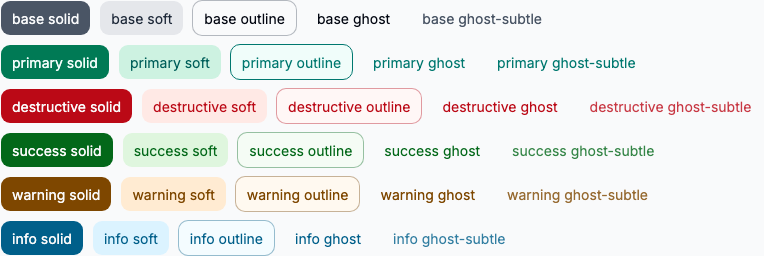 base solid base soft base outline base ghost base ghost-subtle
primary solid primary soft primary outline primary ghost primary ghost-subtle
destructive solid destructive soft destructive outline destructive ghost destructive ghost-subtle
success solid success soft success outline success ghost success ghost-subtle
warning solid warning soft warning outline warning ghost warning ghost-subtle
info solid info soft info outline info ghost info ghost-subtle